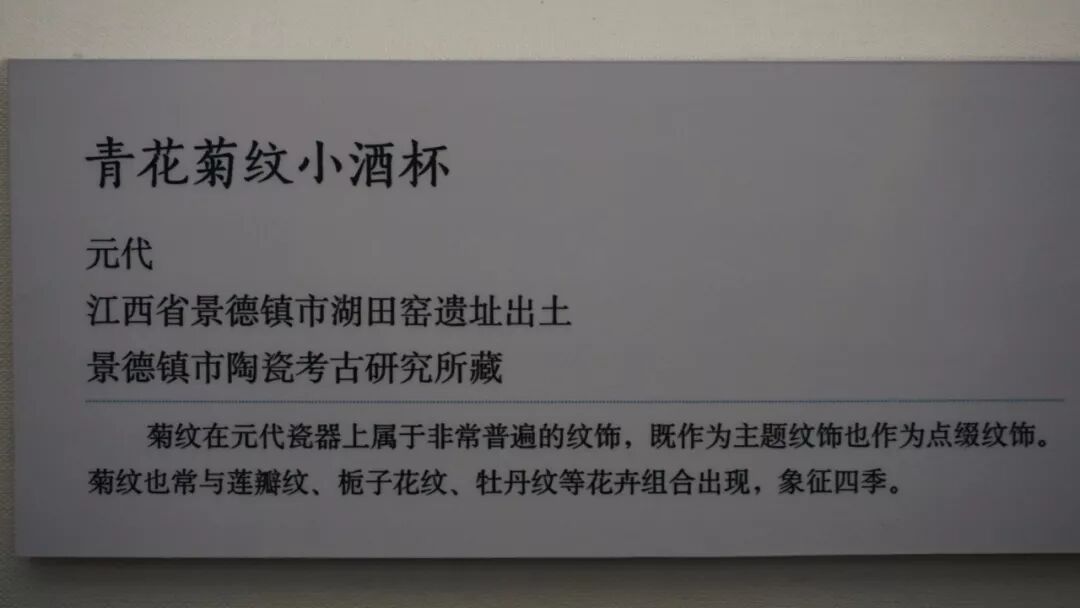 青花菊纹小酒杯
元代
江西省景德镇市湖田窑遗址出土
景德镇市陶瓷考古研究所藏
菊纹在元代瓷器上属于非常普遍的纹饰，既作为主题纹饰也作为点缀纹饰。
菊纹也常与莲瓣纹、栀子花纹、牡丹纹等花卉组合出现，象征四季。